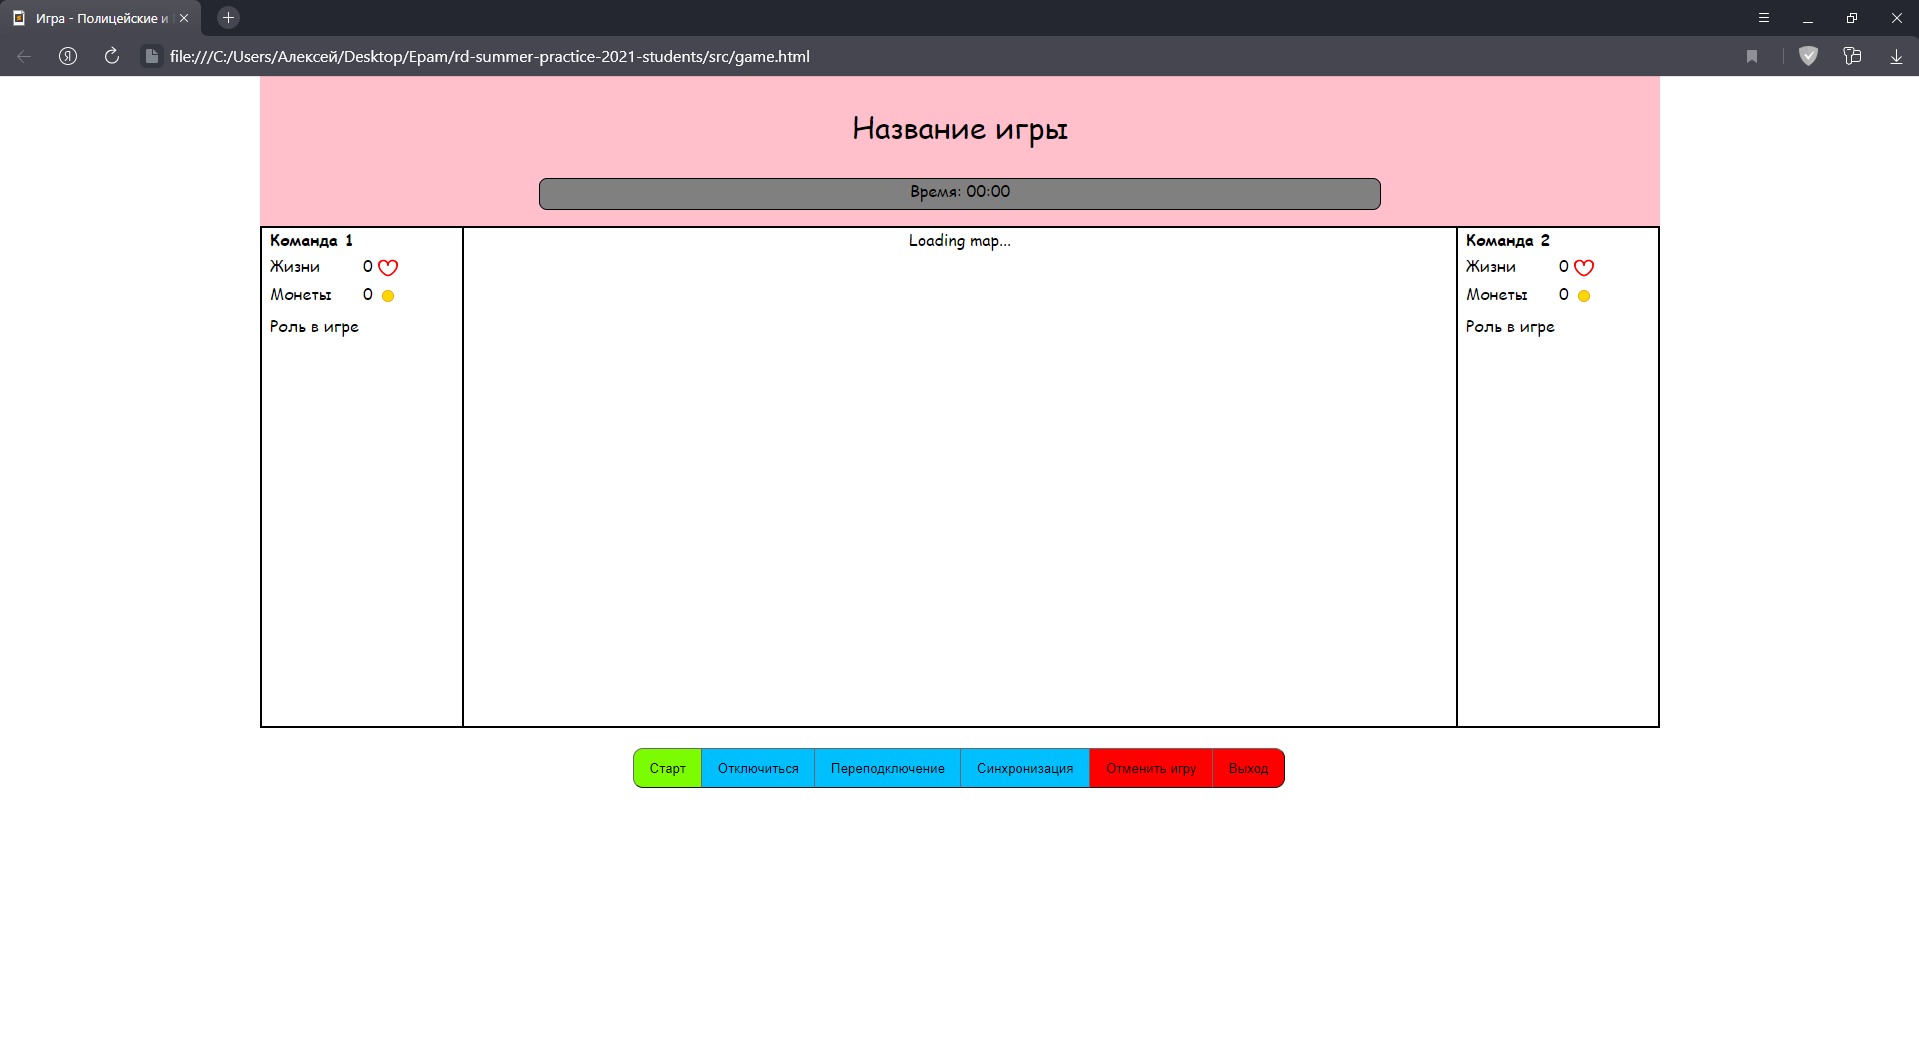 Игра - Полицейские и
file:///C:/Users/Алексей/Desktop/Epam/rd-summer-practice-2021-students/src/game.html
Название игры
Время: 00:00
Команда 1
Жизни 0
Монеты 0
Роль в игре
Loading map...
Команда 2
Жизни 0
Монеты 0
Роль в игре
Старт Отключиться Переподключение Синхронизация Отменить игру Выход